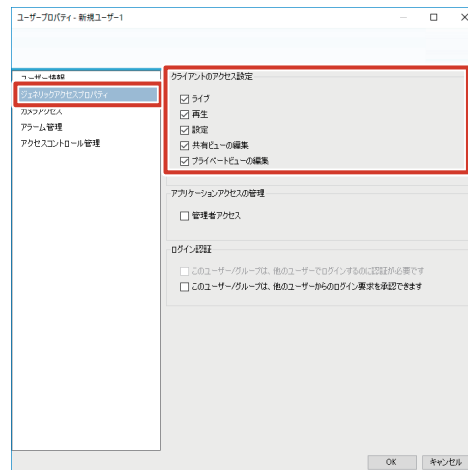 ユーザープロパティ - 新規ユーザー1
ユーザー情報
ジェネリックアクセスプロパティ
カメラアクセス
アラーム管理
アクセスコントロール管理
クライアントのアクセス設定
ライブ
再生
設定
共有ビューの編集
プライベートビューの編集
アプリケーションアクセスの管理
管理者アクセス
ログイン認証
このユーザー/グループは、他のユーザーでログインするのに認証が必要です
このユーザー/グループは、他のユーザーからのログイン要求を承認できます
OK
キャンセル